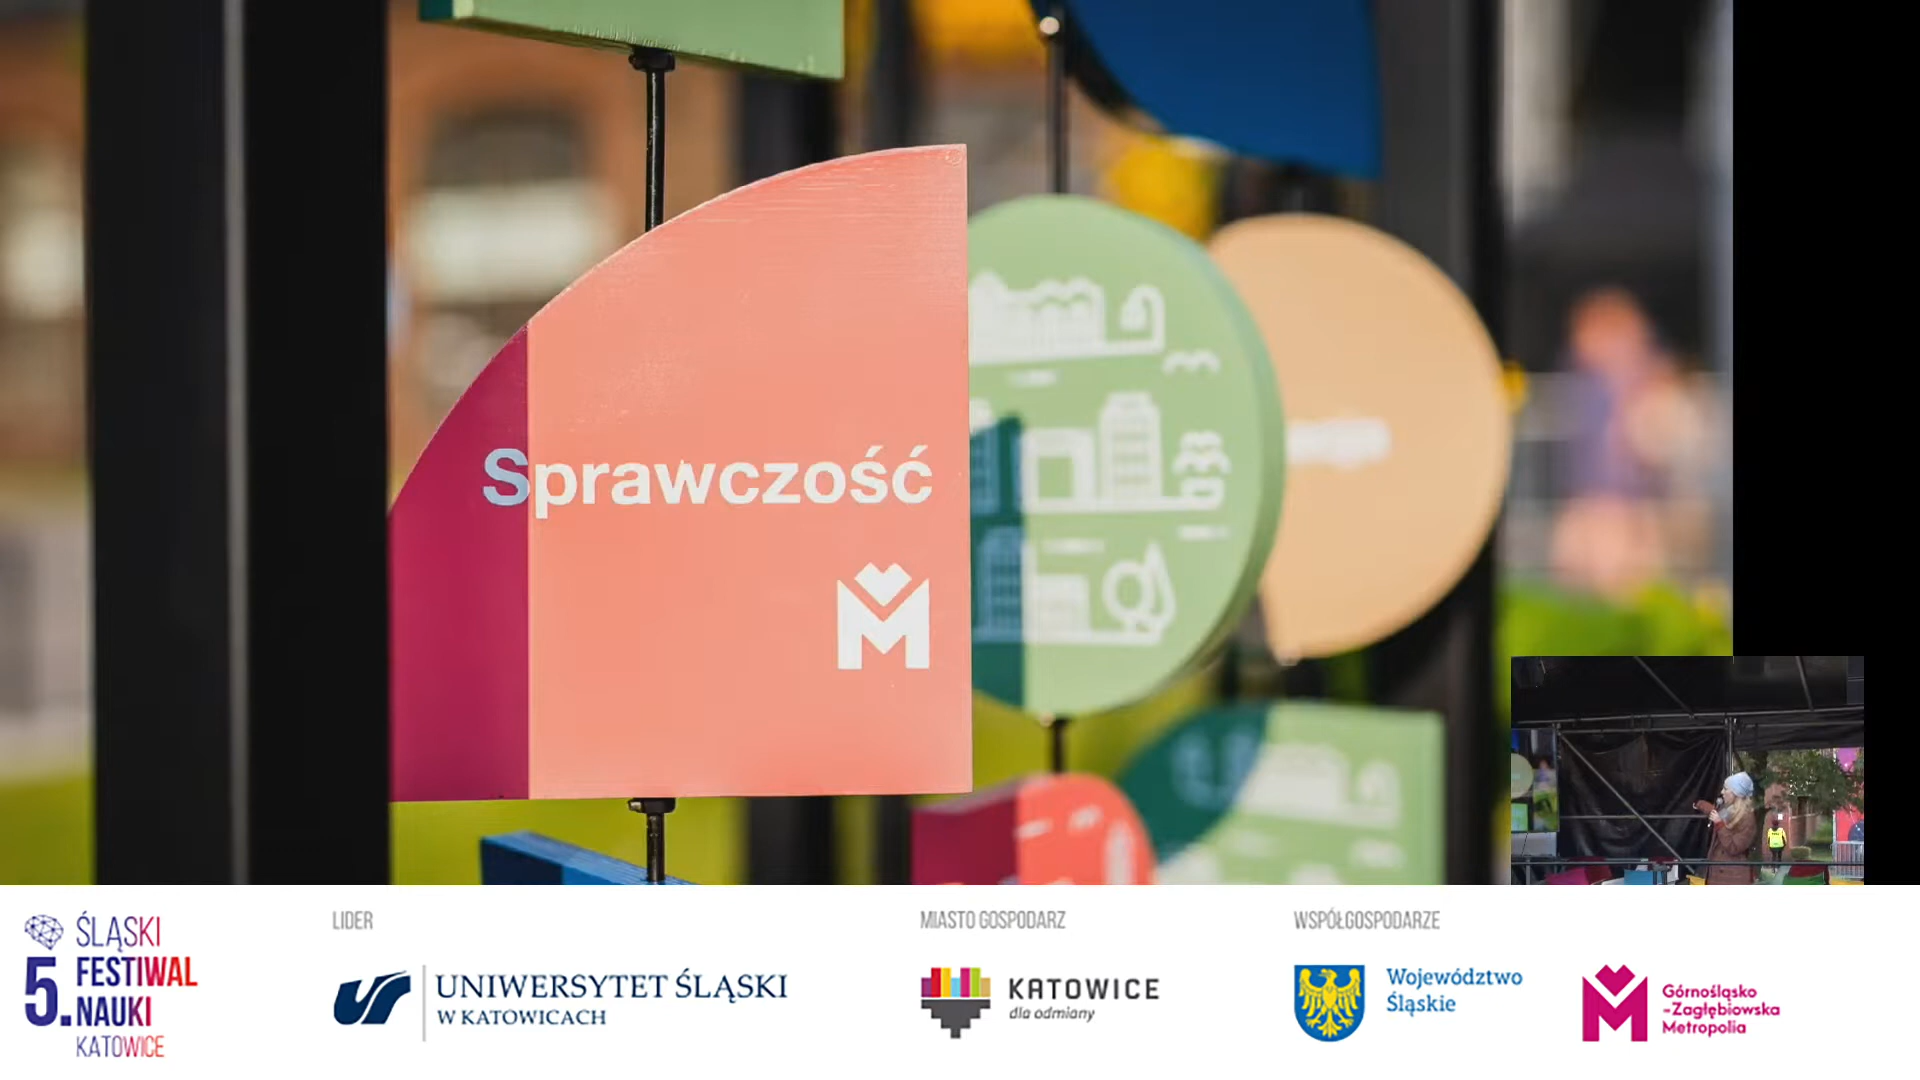 Sprawczość
LIDER
MIASTO GOSPODARZ
WSPÓŁGOSPODARZE
ŚLĄSKI
5. FESTIWAL
NAUKI
KATOWICE
UNIWERSYTET ŚLĄSKI
W KATOWICACH
KATOWICE
dla odmiany
Województwo
Śląskie
Górnośląsko
-Zagłębiowska
Metropolia